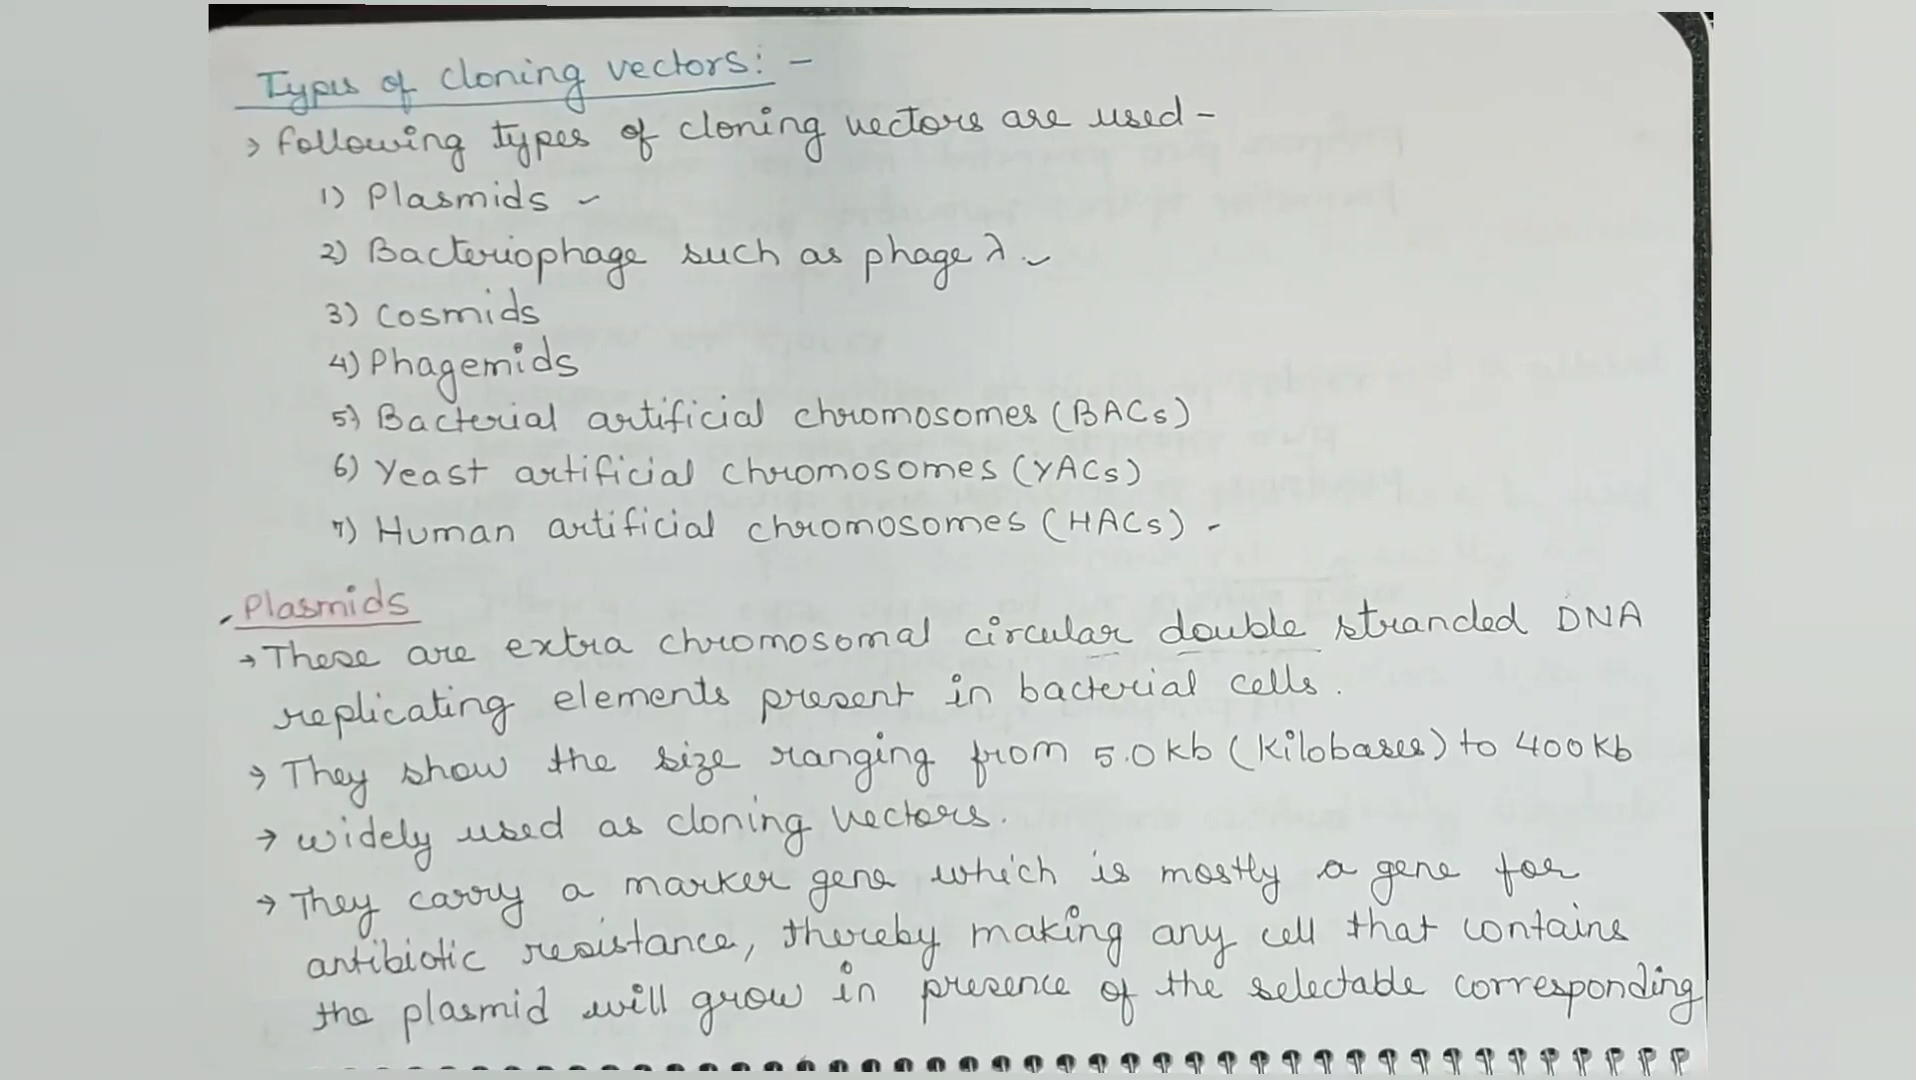 Types of cloning vectors: -
> Following types of cloning vectors are used -
1) Plasmids
2) Bacteriophage such as phage λ
3) Cosmids
4) Phagemids
5) Bacterial artificial chromosomes (BACs)
6) Yeast artificial chromosomes (YACs)
7) Human artificial chromosomes (HACs) -
Plasmids
→ These are extra chromosomal circular double stranded DNA
replicating elements present in bacterial cells.
→ They show the size ranging from 5.0 kb (Kilobases) to 400 Kb
→ widely used as cloning vectors.
→ They carry a marker gene which is mostly a gene for
antibiotic resistance, thereby making any cell that contains
the plasmid will grow in presence of the selectable corresponding